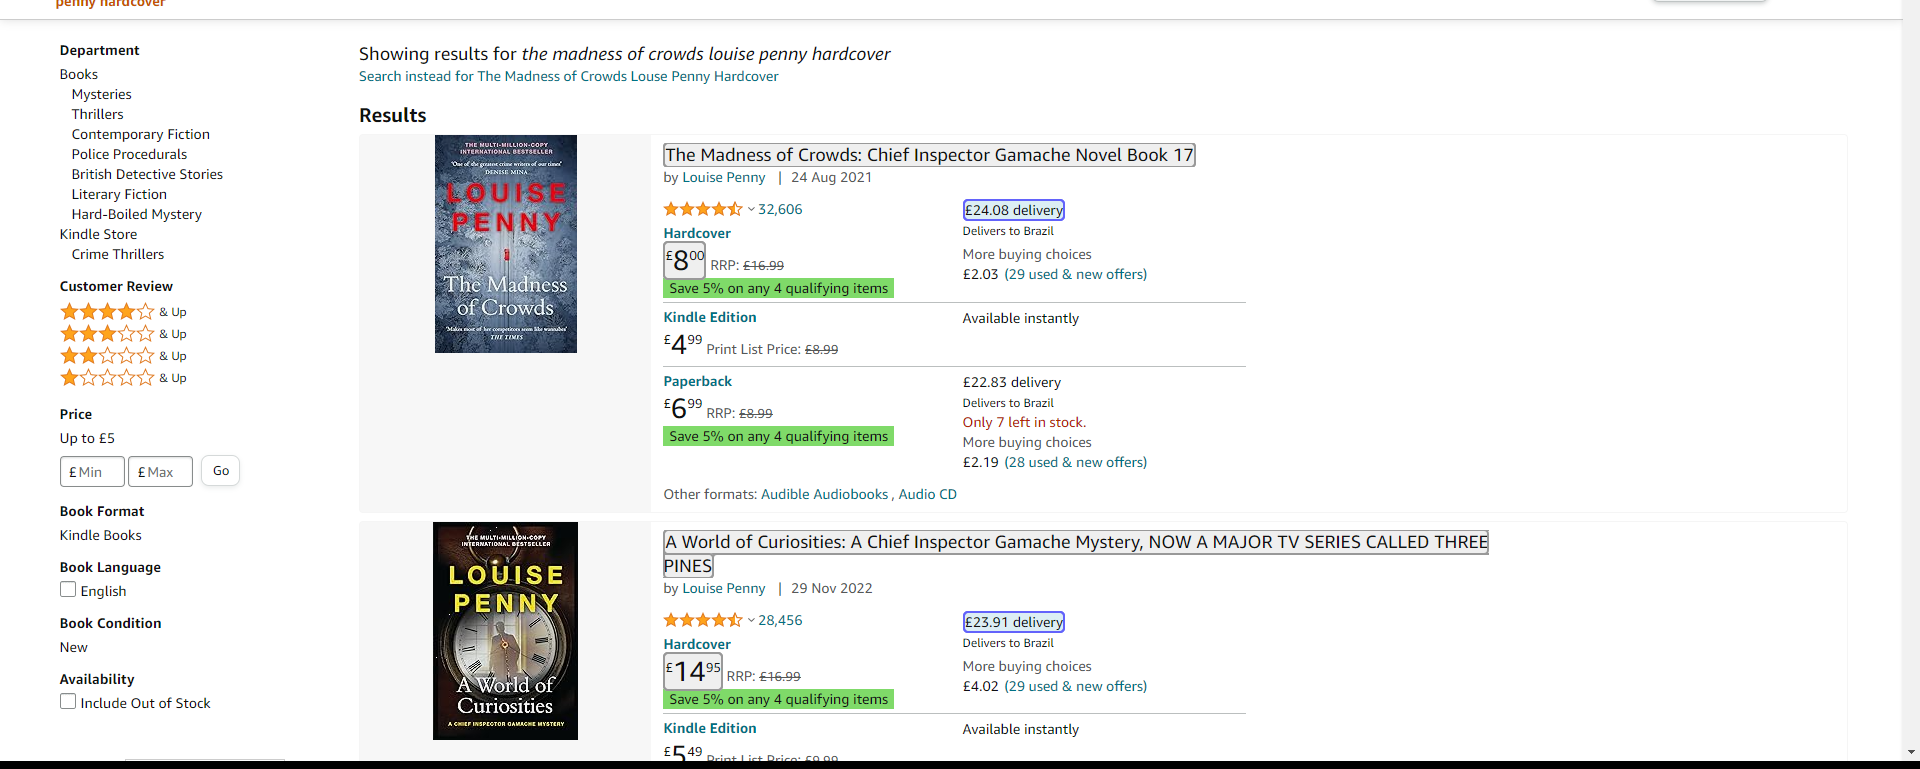 penny hardcover
Department
Books
Mysteries
Thrillers
Contemporary Fiction
Police Procedurals
British Detective Stories
Literary Fiction
Hard-Boiled Mystery
Kindle Store
Crime Thrillers
Customer Review
& Up
& Up
& Up
& Up
Price
Up to £5
£ Min £ Max Go
Book Format
Kindle Books
Book Language
English
Book Condition
New
Availability
Include Out of Stock
Showing results for the madness of crowds louise penny hardcover
Search instead for The Madness of Crowds Louse Penny Hardcover
Results
THE MULTI-MILLION-COPY
INTERNATIONAL BESTSELLER
'One of the greatest crime writers of our times'
DENISE MINA
LOUISE
PENNY
The Madness
of Crowds
'Makes most of her competitors seem like wannabes'
THE TIMES
The Madness of Crowds: Chief Inspector Gamache Novel Book 17
by Louise Penny | 24 Aug 2021
32,606
Hardcover
£8.00 RRP: £16.99
Save 5% on any 4 qualifying items
£24.08 delivery
Delivers to Brazil
More buying choices
£2.03 (29 used & new offers)
Kindle Edition
£4.99 Print List Price: £8.99
Available instantly
Paperback
£6.99 RRP: £8.99
Save 5% on any 4 qualifying items
£22.83 delivery
Delivers to Brazil
Only 7 left in stock.
More buying choices
£2.19 (28 used & new offers)
Other formats: Audible Audiobooks , Audio CD
THE MULTI-MILLION-COPY
INTERNATIONAL BESTSELLER
LOUISE
PENNY
A World of
Curiosities
A CHIEF INSPECTOR GAMACHE MYSTERY
A World of Curiosities: A Chief Inspector Gamache Mystery, NOW A MAJOR TV SERIES CALLED THREE
PINES
by Louise Penny | 29 Nov 2022
28,456
Hardcover
£14.95 RRP: £16.99
Save 5% on any 4 qualifying items
£23.91 delivery
Delivers to Brazil
More buying choices
£4.02 (29 used & new offers)
Kindle Edition
£5.49 Print List Price: £9.99
Available instantly